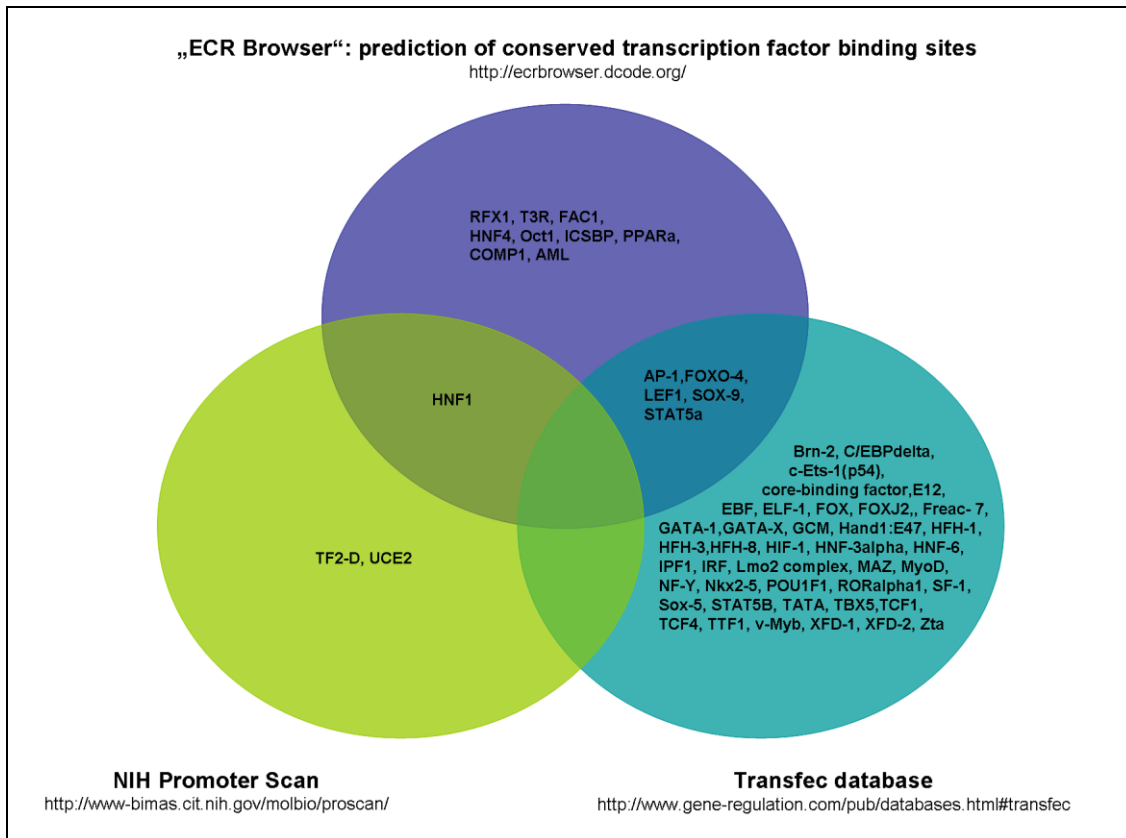 „ECR Browser“: prediction of conserved transcription factor binding sites
http://ecrbrowser.dcode.org/
RFX1, T3R, FAC1,
HNF4, Oct1, ICSBP, PPARa,
COMP1, AML
AP-1,FOXO-4,
LEF1, SOX-9,
STAT5a
HNF1
Brn-2, C/EBPdelta,
c-Ets-1(p54),
core-binding factor,E12,
EBF, ELF-1, FOX, FOXJ2,, Freac- 7,
GATA-1,GATA-X, GCM, Hand1:E47, HFH-1,
HFH-3,HFH-8, HIF-1, HNF-3alpha, HNF-6,
IPF1, IRF, Lmo2 complex, MAZ, MyoD,
NF-Y, Nkx2-5, POU1F1, RORalpha1, SF-1,
Sox-5, STAT5B, TATA, TBX5,TCF1,
TCF4, TTF1, v-Myb, XFD-1, XFD-2, Zta
TF2-D, UCE2
NIH Promoter Scan
http://www-bimas.cit.nih.gov/molbio/proscan/
Transfec database
http://www.gene-regulation.com/pub/databases.html#transfec